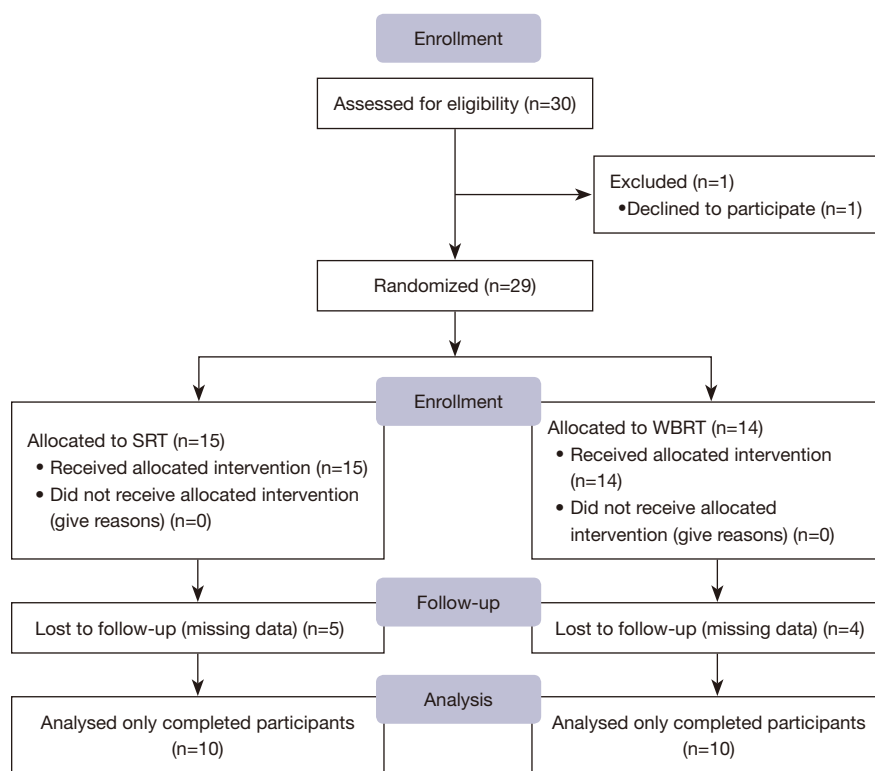 Enrollment
Assessed for eligibility (n=30)
Excluded (n=1)
•Declined to participate (n=1)
Randomized (n=29)
Enrollment
Allocated to SRT (n=15)
• Received allocated intervention (n=15)
• Did not receive allocated intervention
(give reasons) (n=0)
Allocated to WBRT (n=14)
• Received allocated intervention
(n=14)
• Did not receive allocated
intervention (give reasons) (n=0)
Follow-up
Lost to follow-up (missing data) (n=5)
Lost to follow-up (missing data) (n=4)
Analysis
Analysed only completed participants
(n=10)
Analysed only completed participants
(n=10)